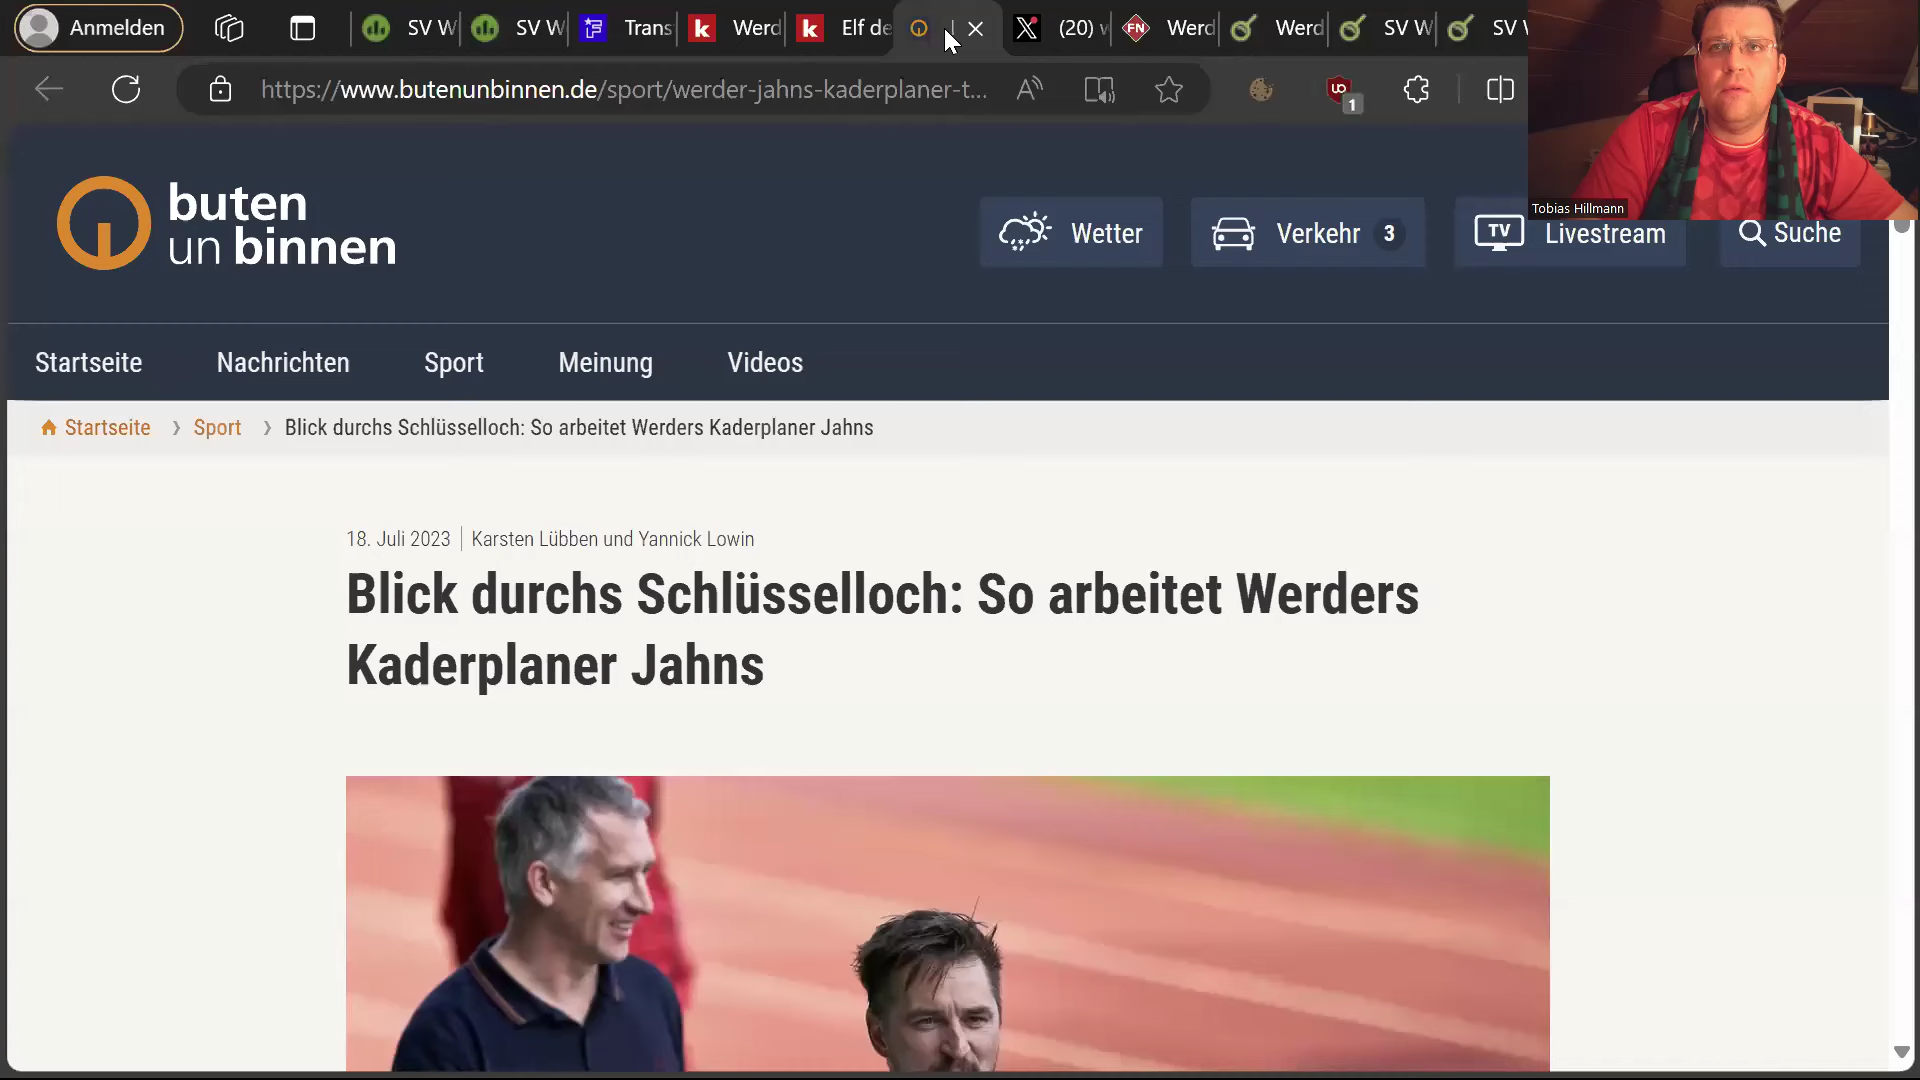 Anmelden
SV W
SV W
Trans
Werd
Elf de
(20) v
Werd
Werd
SV W
SV W
https://www.butenunbinnen.de/sport/werder-jahns-kaderplaner-t...
1
Tobias Hillmann
buten
un binnen
Wetter
Verkehr 3
TV Livestream
Suche
Startseite
Nachrichten
Sport
Meinung
Videos
Startseite › Sport › Blick durchs Schlüsselloch: So arbeitet Werders Kaderplaner Jahns
18. Juli 2023 | Karsten Lübben und Yannick Lowin
Blick durchs Schlüsselloch: So arbeitet Werders
Kaderplaner Jahns